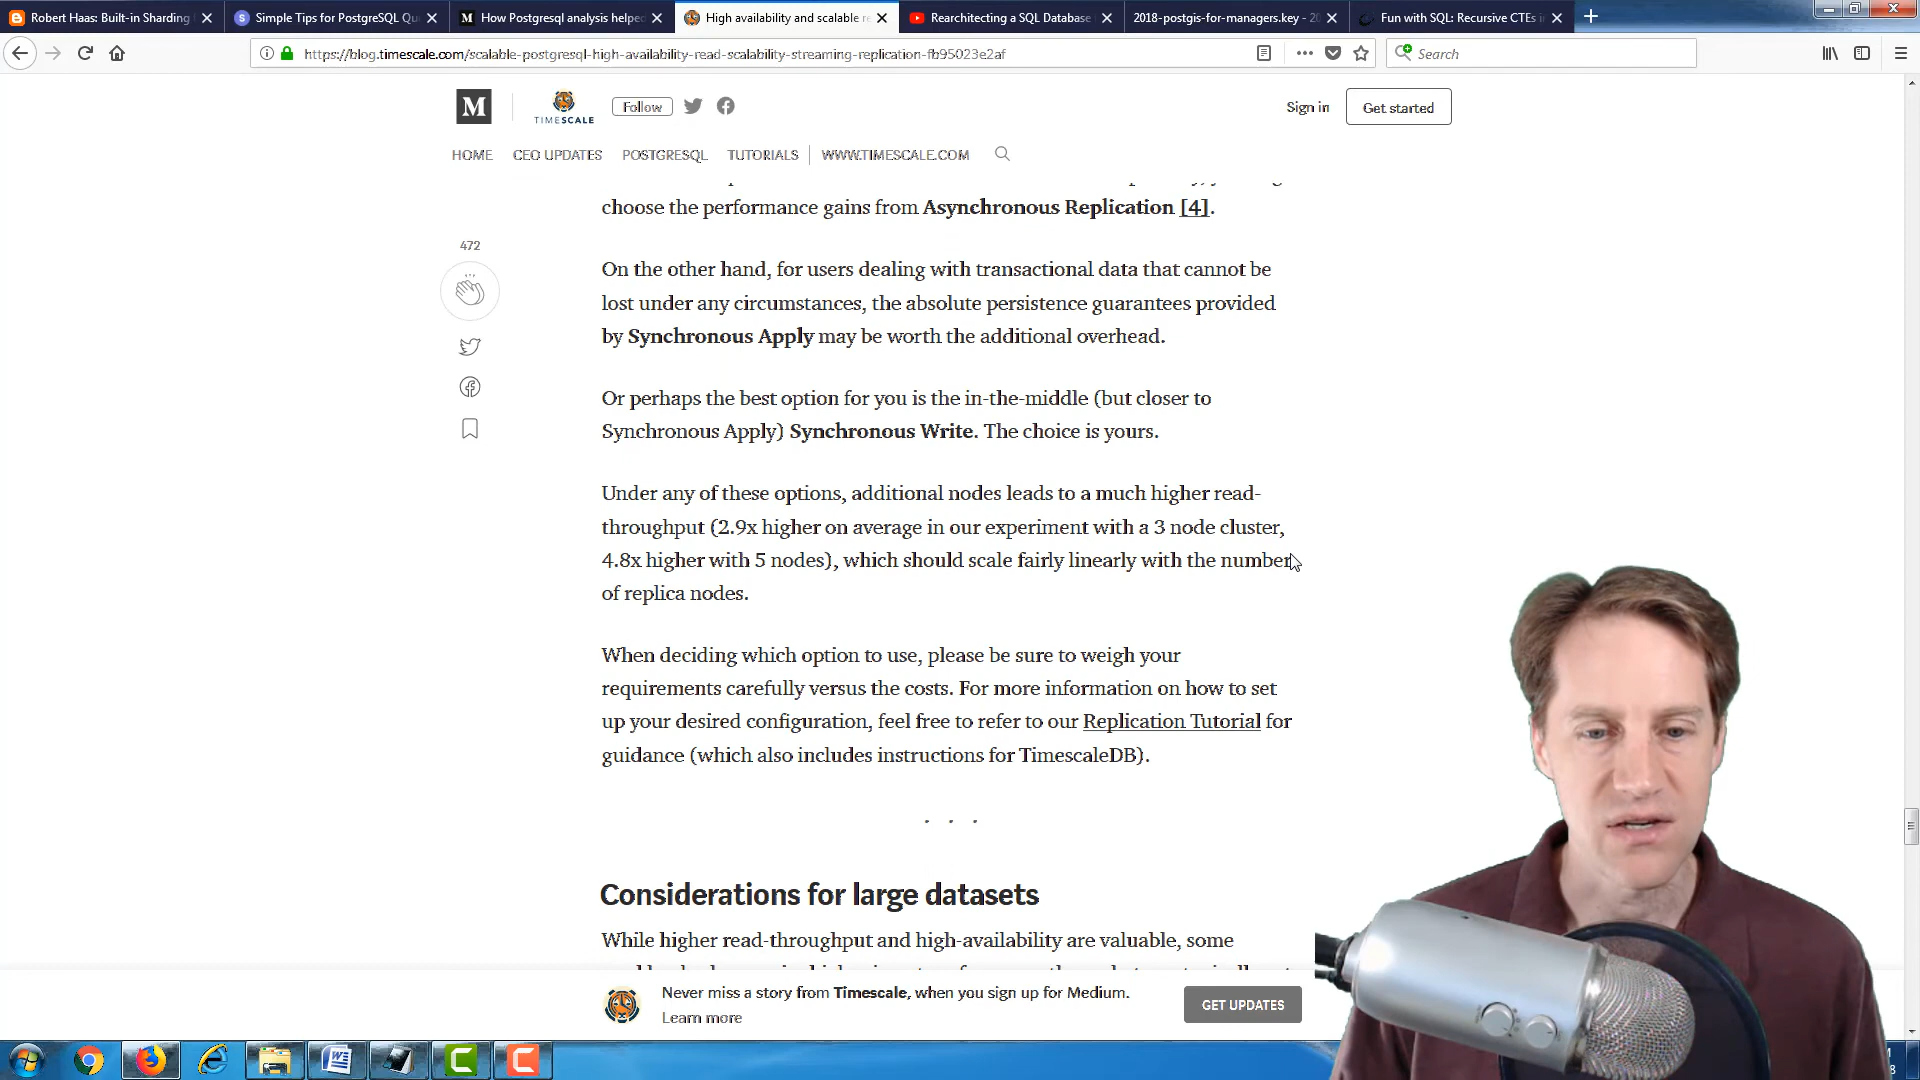 Robert Haas: Built-in Sharding
Simple Tips for PostgreSQL Qu
How Postgresql analysis helpe
High availability and scalable r
Rearchitecting a SQL Database
2018-postgis-for-managers.key - 20
Fun with SQL: Recursive CTEs i
https://blog.timescale.com/scalable-postgresql-high-availability-read-scalability-streaming-replication-fb95023e2af
Search
M
TIMESCALE
Follow
Sign in
Get started
HOME
CEO UPDATES
POSTGRESQL
TUTORIALS
WWW.TIMESCALE.COM
choose the performance gains from Asynchronous Replication [4].
472
On the other hand, for users dealing with transactional data that cannot be
lost under any circumstances, the absolute persistence guarantees provided
by Synchronous Apply may be worth the additional overhead.
Or perhaps the best option for you is the in-the-middle (but closer to
Synchronous Apply) Synchronous Write. The choice is yours.
Under any of these options, additional nodes leads to a much higher read-
throughput (2.9x higher on average in our experiment with a 3 node cluster,
4.8x higher with 5 nodes), which should scale fairly linearly with the number
of replica nodes.
When deciding which option to use, please be sure to weigh your
requirements carefully versus the costs. For more information on how to set
up your desired configuration, feel free to refer to our Replication Tutorial for
guidance (which also includes instructions for TimescaleDB).
. . .
Considerations for large datasets
While higher read-throughput and high-availability are valuable, some
Never miss a story from Timescale, when you sign up for Medium.
Learn more
GET UPDATES